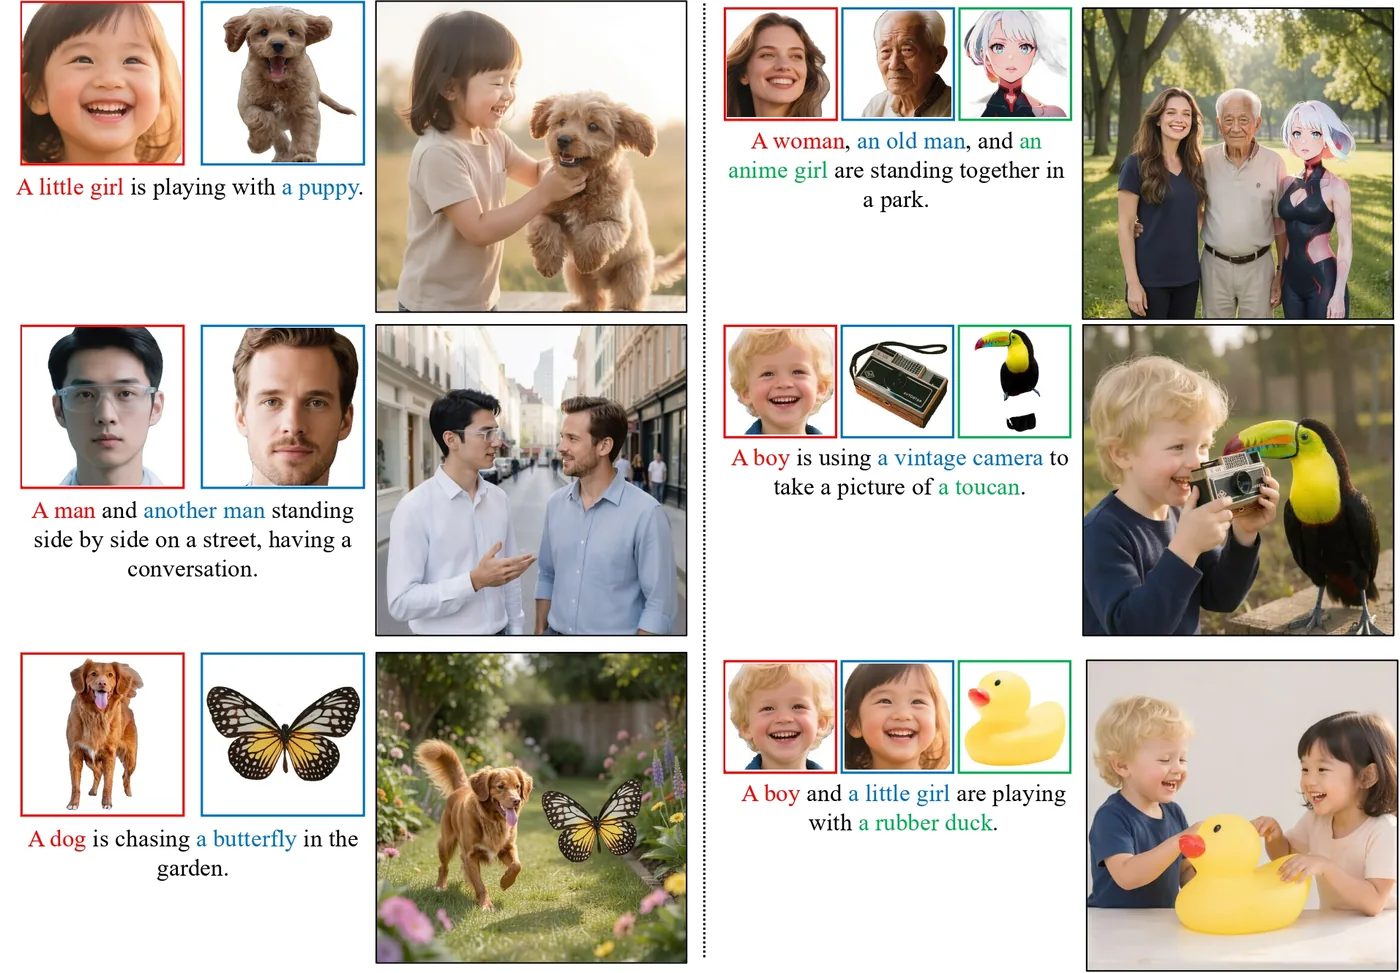 A little girl is playing with a puppy.
A man and another man standing
side by side on a street, having a
conversation.
A dog is chasing a butterfly in the
garden.
A woman, an old man, and an
anime girl are standing together in
a park.
A boy is using a vintage camera to
take a picture of a toucan.
A boy and a little girl are playing
with a rubber duck.